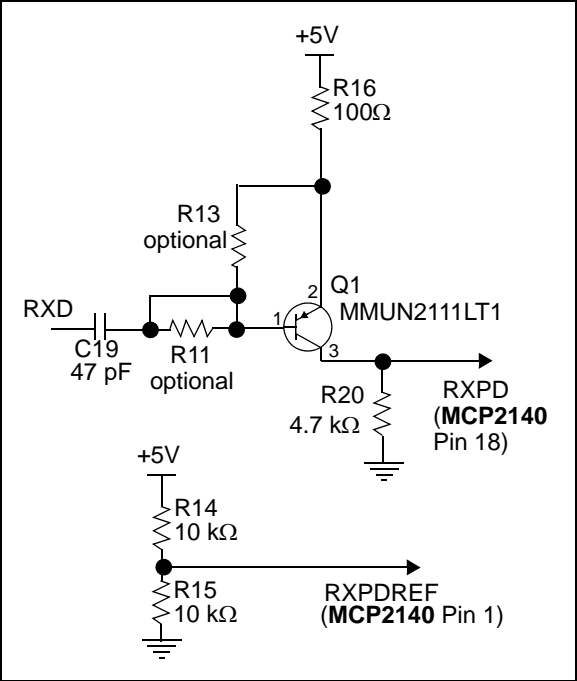 +5V
R16
100Ω
R13
optional
Q1
2
MMUN2111LT1
RXD
1
3
C19
47 pF
R11
optional
R20
4.7 kΩ
RXPD
(MCP2140
Pin 18)
+5V
R14
10 kΩ
R15
10 kΩ
RXPDREF
(MCP2140 Pin 1)